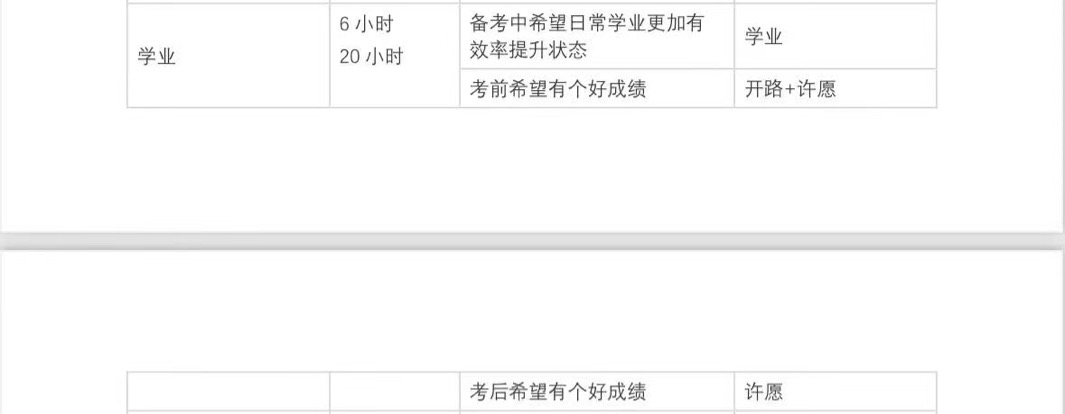 学业
6 小时
20 小时
备考中希望日常学业更加有
效率提升状态
学业
考前希望有个好成绩
开路+许愿
考后希望有个好成绩
许愿